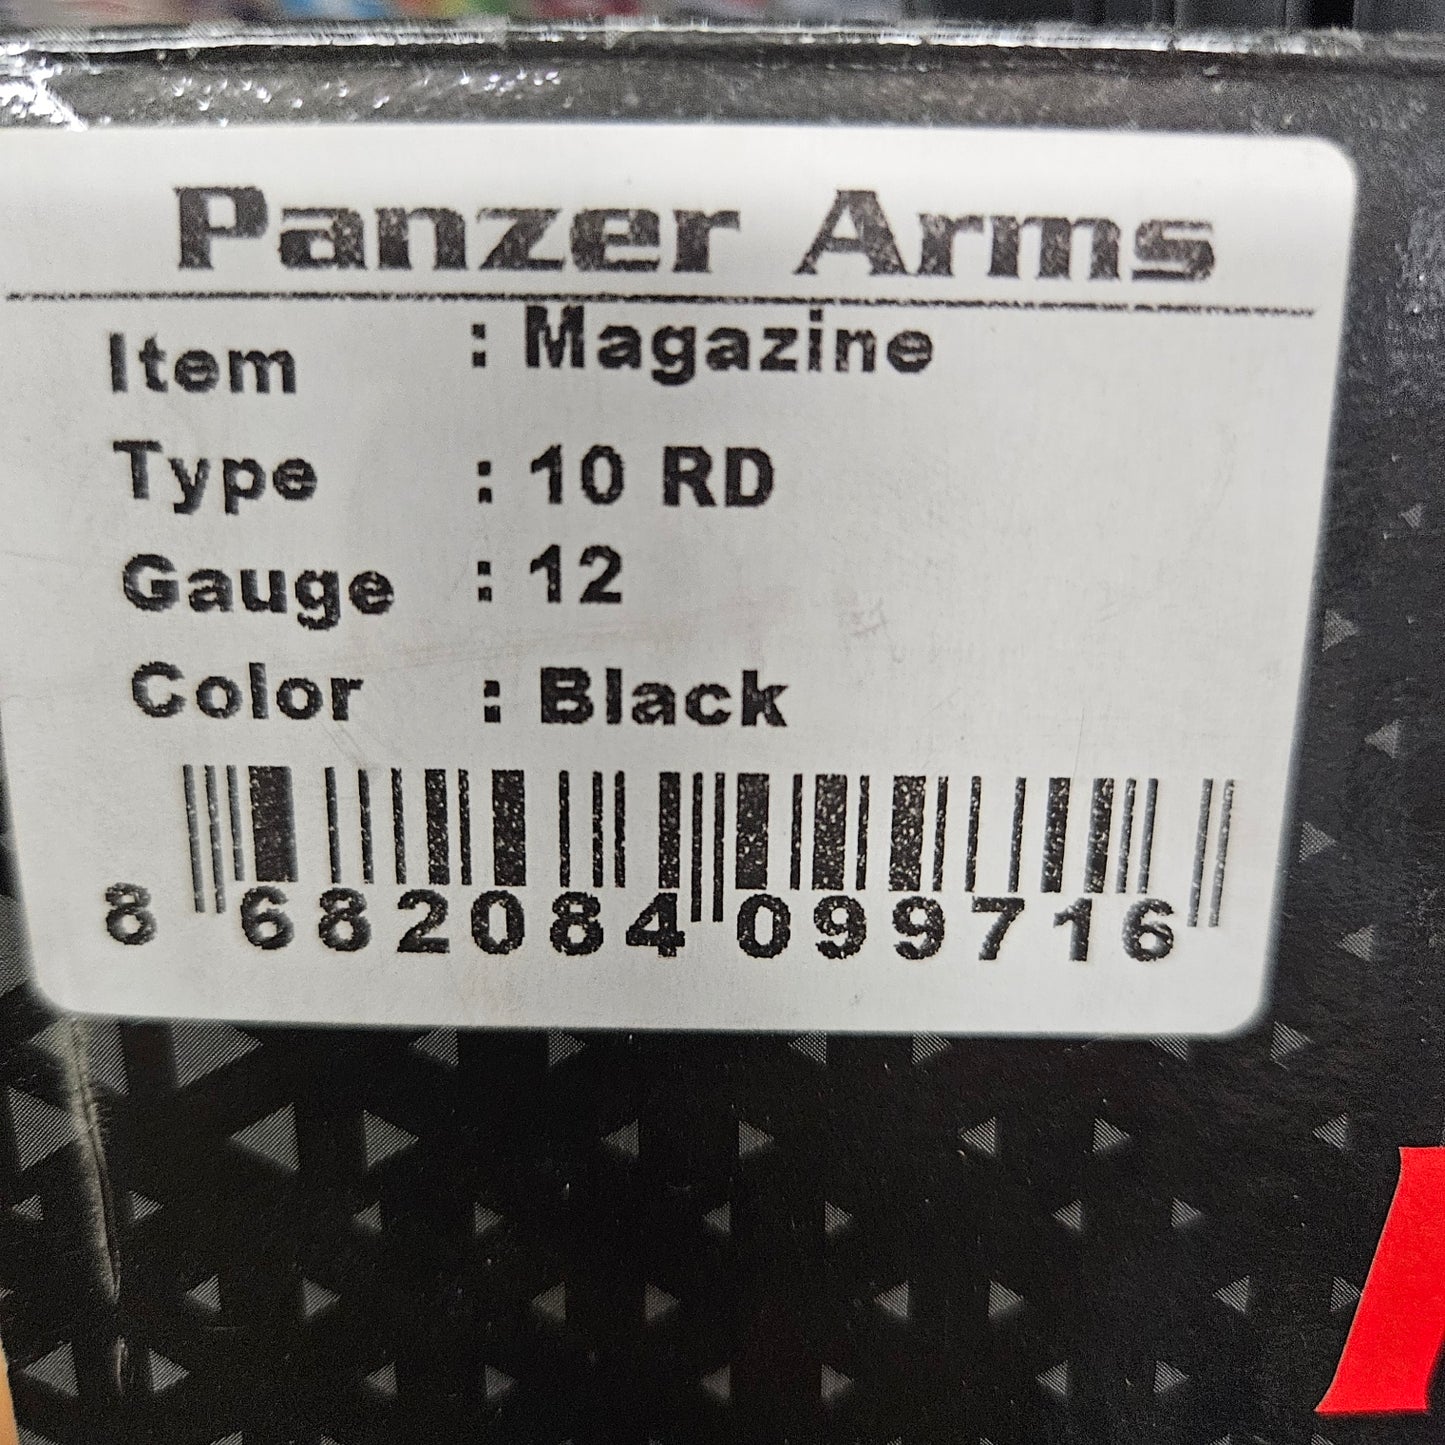 Panzer Arms
Item : Magazine
Type : 10 RD
Gauge : 12
Color : Black
8 682084 099716